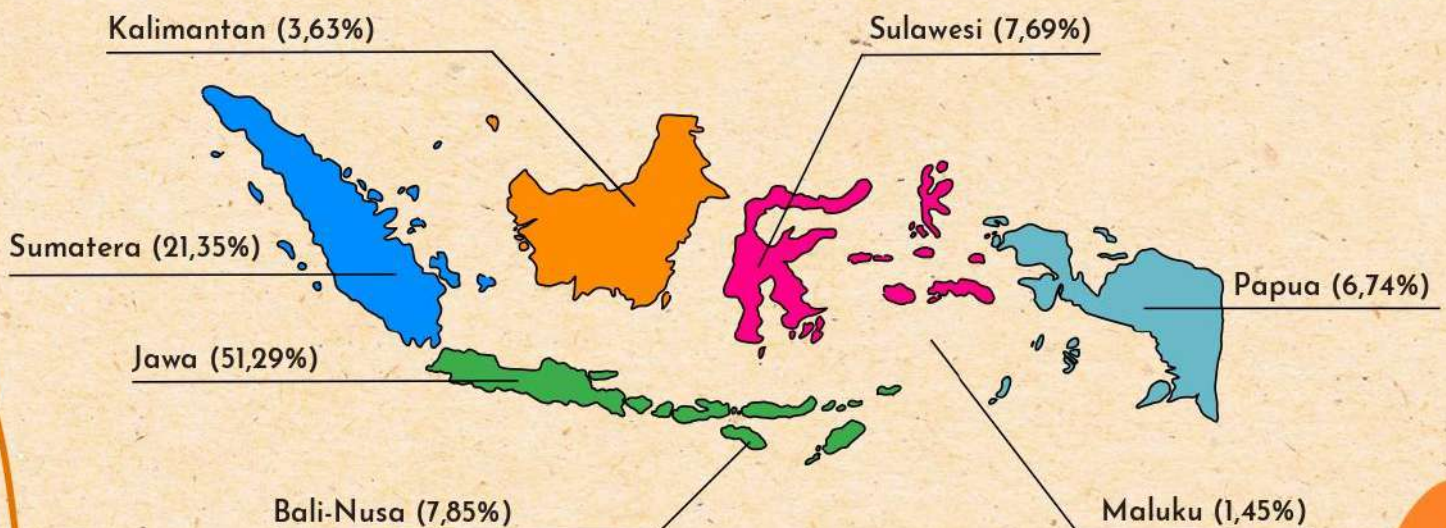 Kalimantan (3,63%)
Sulawesi (7,69%)
Sumatera (21,35%)
Papua (6,74%)
Jawa (51,29%)
Bali-Nusa (7,85%)
Maluku (1,45%)